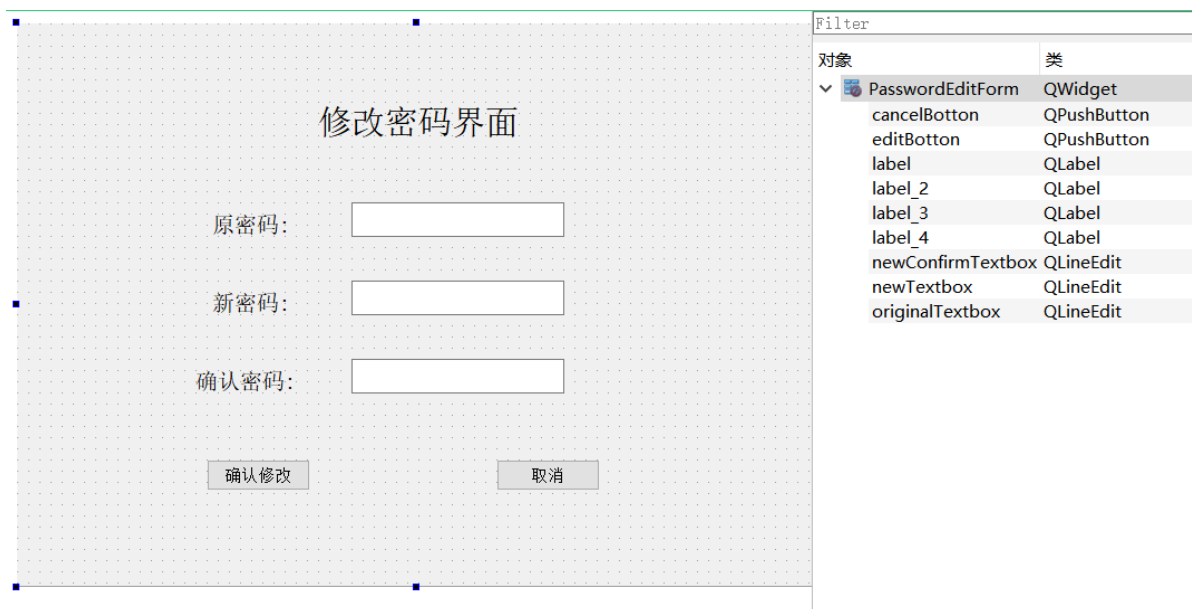 Filter
对象 类
PasswordEditForm QWidget
cancelBotton QPushButton
editBotton QPushButton
label QLabel
label_2 QLabel
label_3 QLabel
label_4 QLabel
newConfirmTextbox QLineEdit
newTextbox QLineEdit
originalTextbox QLineEdit
修改密码界面
原密码：
新密码：
确认密码：
确认修改 取消